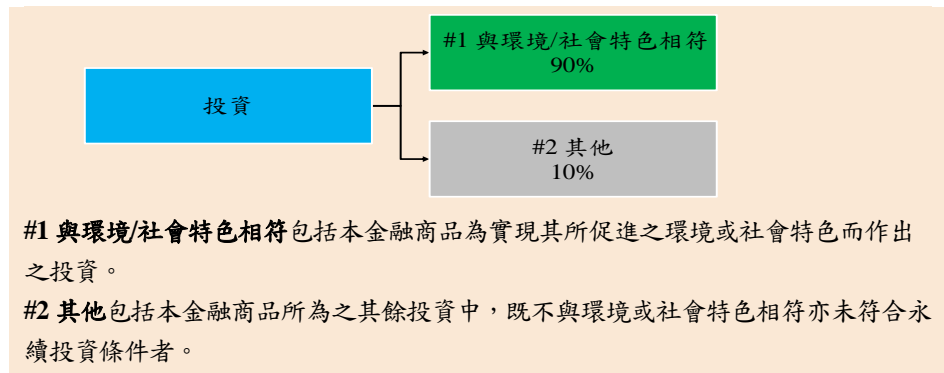 #1 與環境/社會特色相符
90%
投資
#2 其他
10%
#1 與環境/社會特色相符包括本金融商品為實現其所促進之環境或社會特色而作出
之投資。
#2 其他包括本金融商品所為之其餘投資中，既不與環境或社會特色相符亦未符合永
續投資條件者。